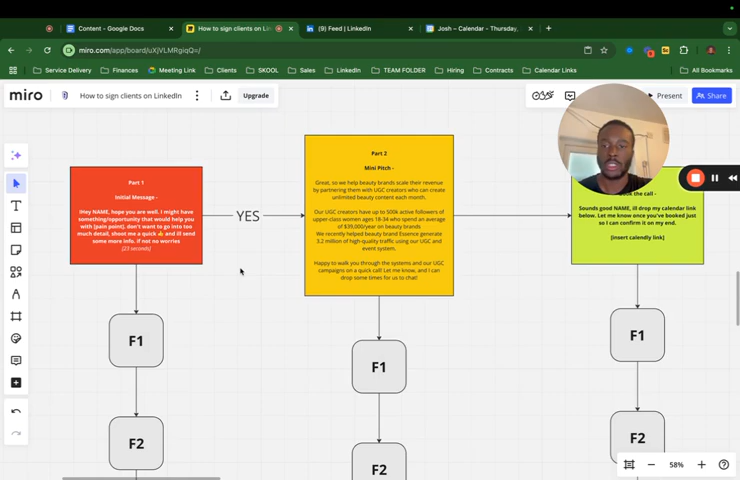 Content - Google Docs
How to sign clients on Lin
(9) Feed | LinkedIn
Josh – Calendar – Thursday,
miro.com/app/board/uXjVLMRgiqQ=/
Service Delivery
Finances
Meeting Link
Clients
SKOOL
Sales
LinkedIn
TEAM FOLDER
Hiring
Contracts
Calendar Links
All Bookmarks
miro
How to sign clients on LinkedIn
Upgrade
Present
Share
Part 1
Initial Message -
iHey NAME, hope you are well. I might have
something/opportunity that would help you
with [pain point], don't want to go into too
much detail, shoot me a quick 👍 and ill send
some more info. if not no worries
(23 seconds)
YES
Part 2
Mini Pitch -
Great, so we help beauty brands scale their revenue
by partnering them with UGC creators who can create
unlimited beauty content each month.
Our UGC creators have up to 500k active followers of
upper-class women ages 18-34 who spend an average
of $39,000/year on beauty brands
We recently helped beauty brand Essence generate
3.2 million of high-quality traffic using our UGC and
event system.
Happy to walk you through the systems and our UGC
campaigns on a quick call! Let me know, and I can
drop some times for us to chat!
the call -
Sounds good NAME, ill drop my calendar link
below. Let me know once you've booked just
so I can confirm it on my end.
(insert calendly link)
F1
F1
F1
F2
F2
F2
58%